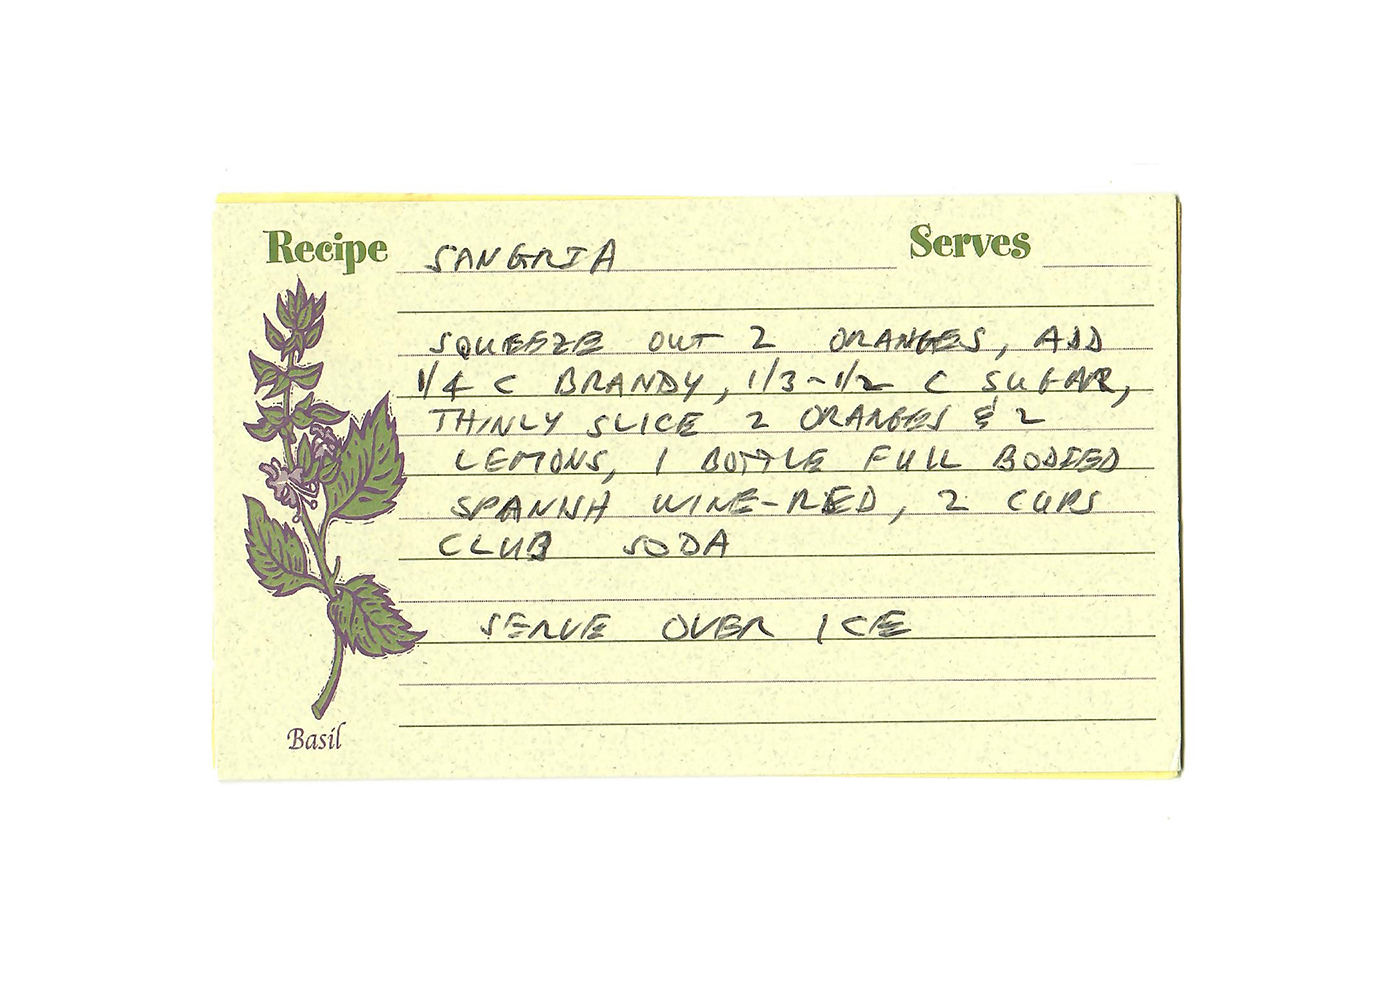 Recipe SANGRIA Serves
SQUEEZE OUT 2 ORANGES, ADD
1/4 C BRANDY, 1/3-1/2 C SUGAR,
THINLY SLICE 2 ORANGES & 2
LEMONS, 1 BOTTLE FULL BODIED
SPANISH WINE-RED, 2 CUPS
CLUB SODA
SERVE OVER ICE
Basil